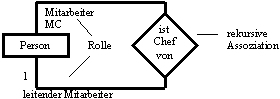 Mitarbeiter
MC
Person
Rolle
ist
Chef
von
rekursive
Assoziation
1
leitender Mitarbeiter